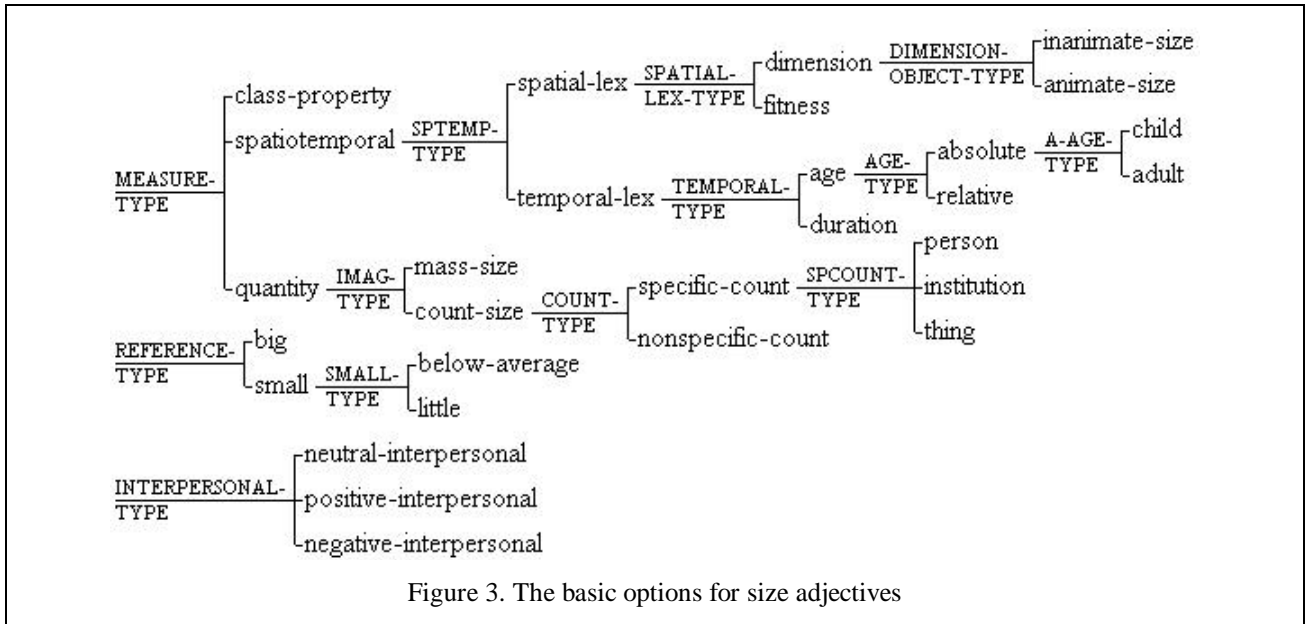 inanimate-size
DIMENSION-
dimension
OBJECT-TYPE
animate-size
SPATIAL-
spatial-lex
LEX-TYPE
fitness
class-property
spatiotemporal
SPTEMP-
TYPE
child
A-AGE-
absolute
TYPE
adult
AGE-
age
TYPE
relative
MEASURE-
TYPE
TEMPORAL-
temporal-lex
TYPE
duration
person
mass-size
quantity
IMAG-
TYPE
specific-count
SPCOUNT-
TYPE
institution
count-size
COUNT-
TYPE
nonspecific-count
thing
big
REFERENCE-
TYPE
below-average
small
SMALL-
TYPE
little
neutral-interpersonal
INTERPERSONAL-
TYPE
positive-interpersonal
negative-interpersonal
Figure 3. The basic options for size adjectives